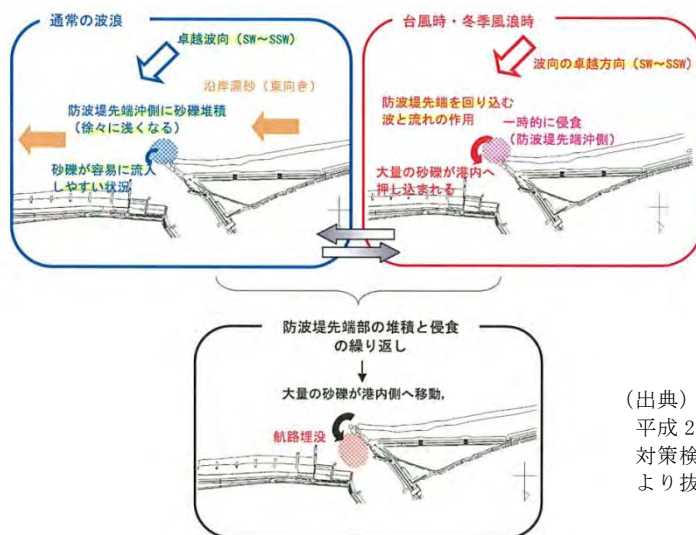 通常の波浪
卓越波向（SW～SSW）
沿岸漂砂（東向き）
防波堤先端沖側に砂礫堆積
（徐々に浅くなる）
砂礫が容易に流入
しやすい状況
台風時・冬季風浪時
波向の卓越方向（SW～SSW）
防波堤先端を回り込む
波と流れの作用
一時的に侵食
（防波堤先端沖側）
大量の砂礫が港内へ
押し込まれる
防波堤先端部の堆積と侵食
の繰り返し
大量の砂礫が港内側へ移動,
航路埋没
（出典）
平成 2
対策検
より抜